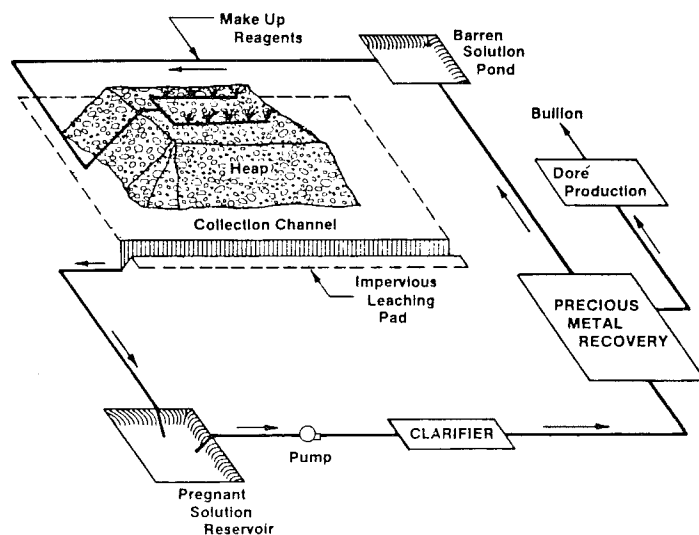 Make Up
Reagents
Barren
Solution
Pond
Bullion
Doré
Production
Heap
Collection Channel
Impervious
Leaching
Pad
PRECIOUS
METAL
RECOVERY
CLARIFIER
Pump
Pregnant
Solution
Reservoir